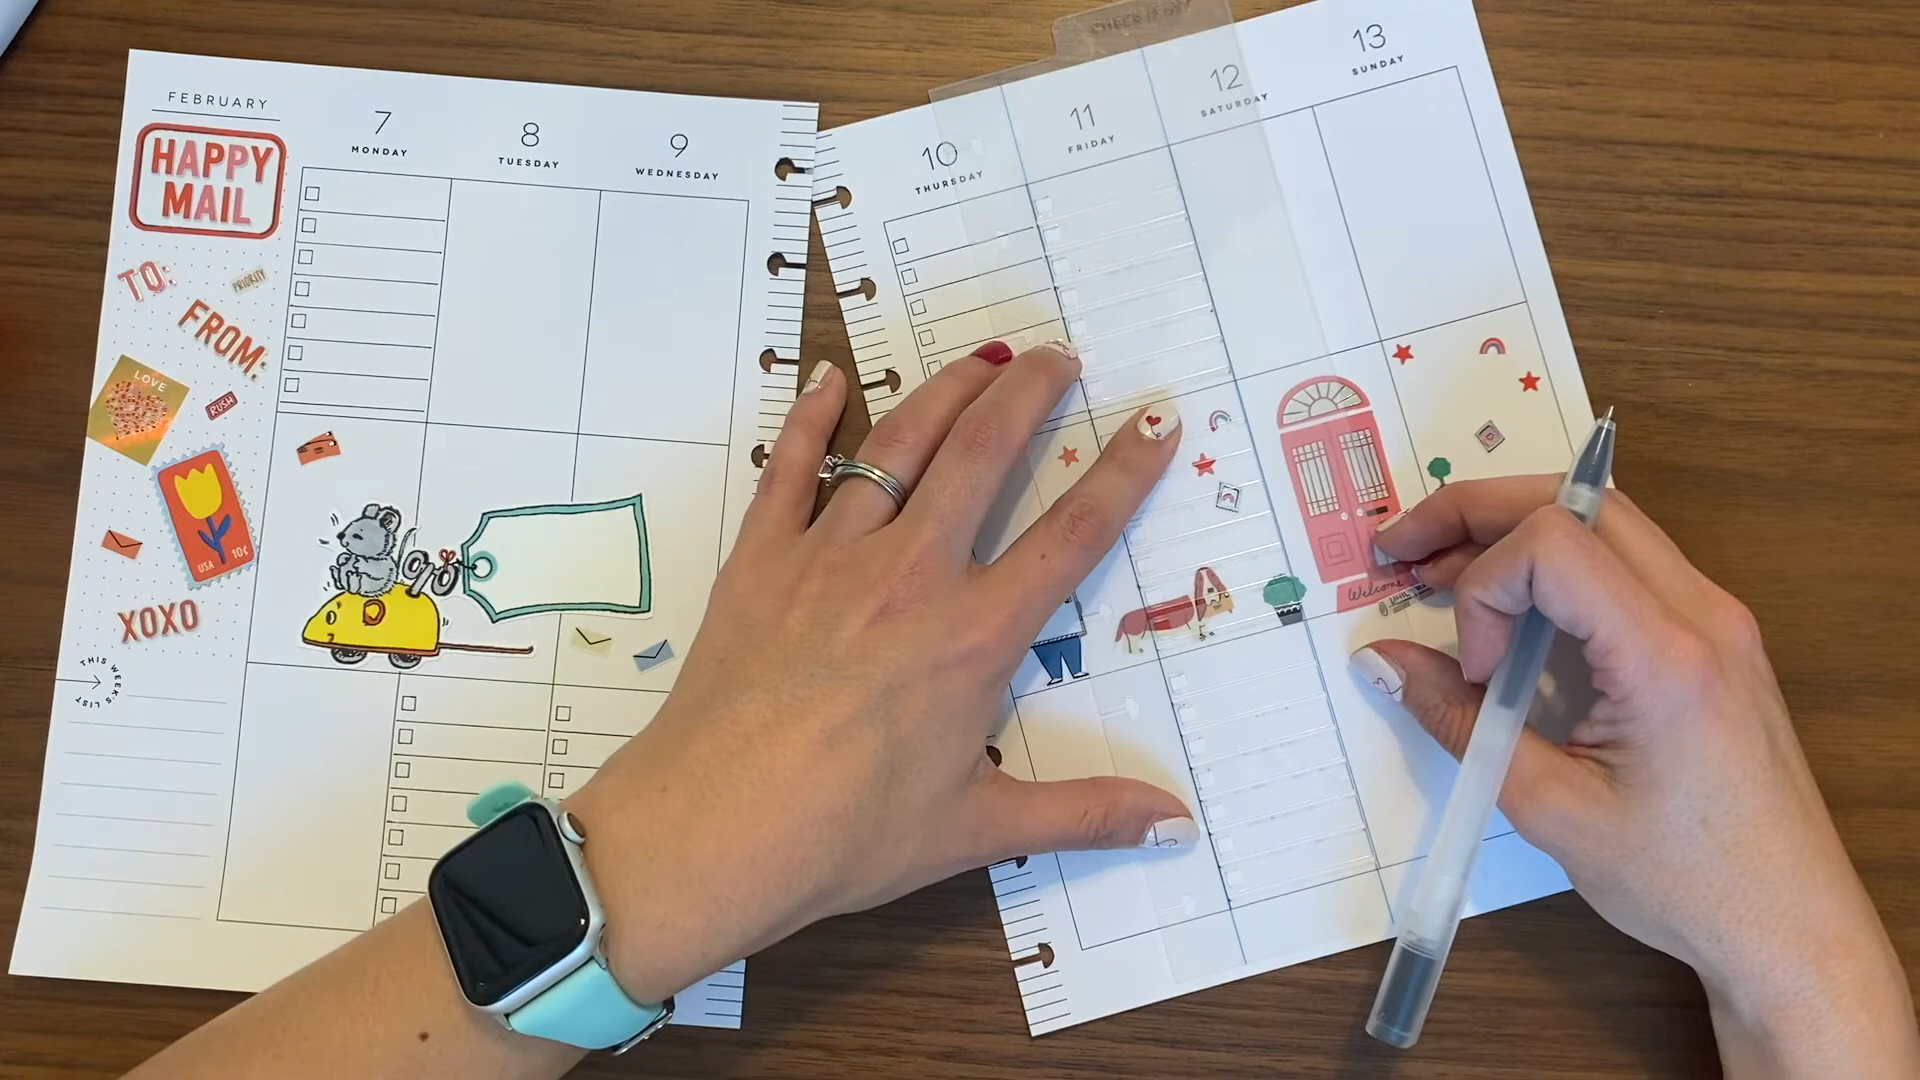 FEBRUARY
HAPPY
MAIL
TO:
PRIORITY
FROM:
LOVE
RUSH
USA
10¢
XOXO
THIS WEEK'S LIST
7
MONDAY
8
TUESDAY
9
WEDNESDAY
10
THURSDAY
11
FRIDAY
12
SATURDAY
13
SUNDAY
Welcome